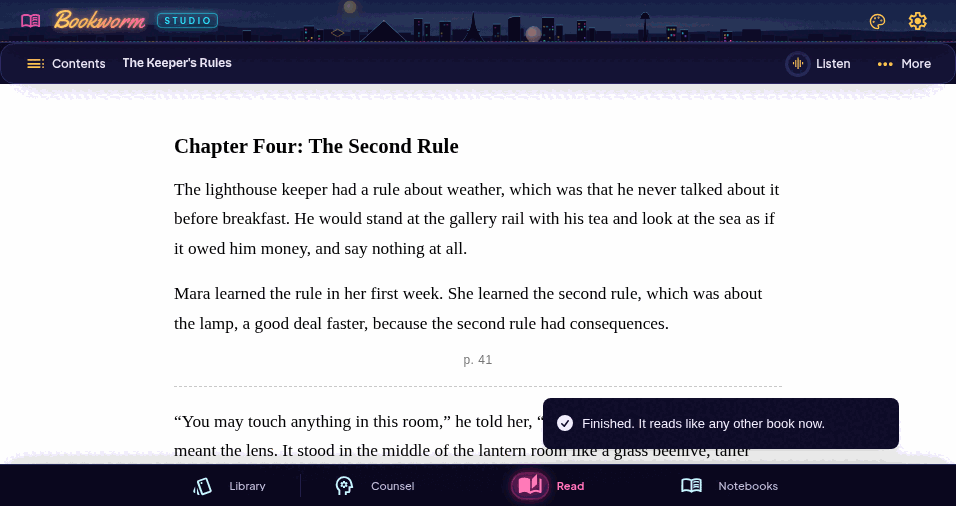 Bookworm STUDIO
Contents The Keeper's Rules Listen More
Chapter Four: The Second Rule
The lighthouse keeper had a rule about weather, which was that he never talked about it
before breakfast. He would stand at the gallery rail with his tea and look at the sea as if
it owed him money, and say nothing at all.
Mara learned the rule in her first week. She learned the second rule, which was about
the lamp, a good deal faster, because the second rule had consequences.
p. 41
“You may touch anything in this room,” he told her, “
Finished. It reads like any other book now.
meant the lens. It stood in the middle of the lantern room like a glass beehive, taller
Library Counsel Read Notebooks